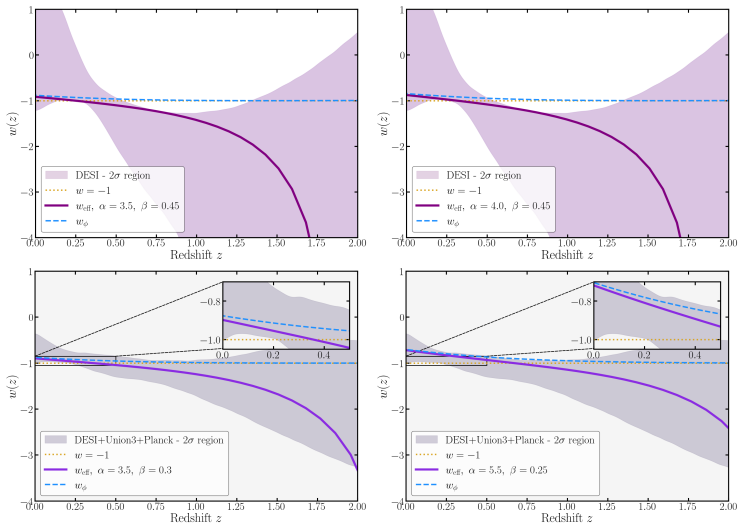 1
0
−1
−2
−3
−4
w(z)
0.00 0.25 0.50 0.75 1.00 1.25 1.50 1.75 2.00
Redshift z
DESI - 2σ region
w = −1
w_eff, α = 3.5, β = 0.45
w_ϕ
1
0
−1
−2
−3
−4
w(z)
0.00 0.25 0.50 0.75 1.00 1.25 1.50 1.75 2.00
Redshift z
DESI - 2σ region
w = −1
w_eff, α = 4.0, β = 0.45
w_ϕ
1
0
−1
−2
−3
−4
w(z)
0.00 0.25 0.50 0.75 1.00 1.25 1.50 1.75 2.00
Redshift z
−0.8
−1.0
0.0 0.2 0.4
DESI+Union3+Planck - 2σ region
w = −1
w_eff, α = 3.5, β = 0.3
w_ϕ
1
0
−1
−2
−3
−4
w(z)
0.00 0.25 0.50 0.75 1.00 1.25 1.50 1.75 2.00
Redshift z
−0.8
−1.0
0.0 0.2 0.4
DESI+Union3+Planck - 2σ region
w = −1
w_eff, α = 5.5, β = 0.25
w_ϕ